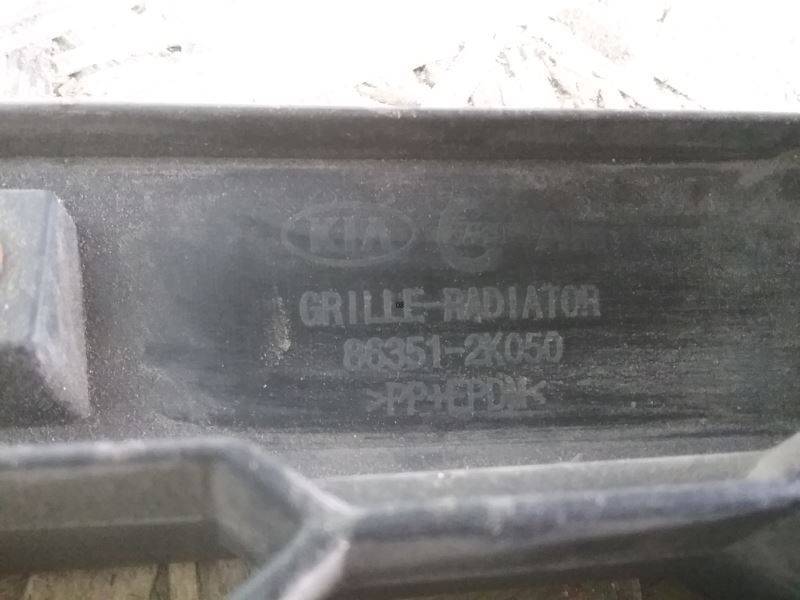 KIA
GRILLE-RADIATOR
86351-2K050
>PP+EPDM<